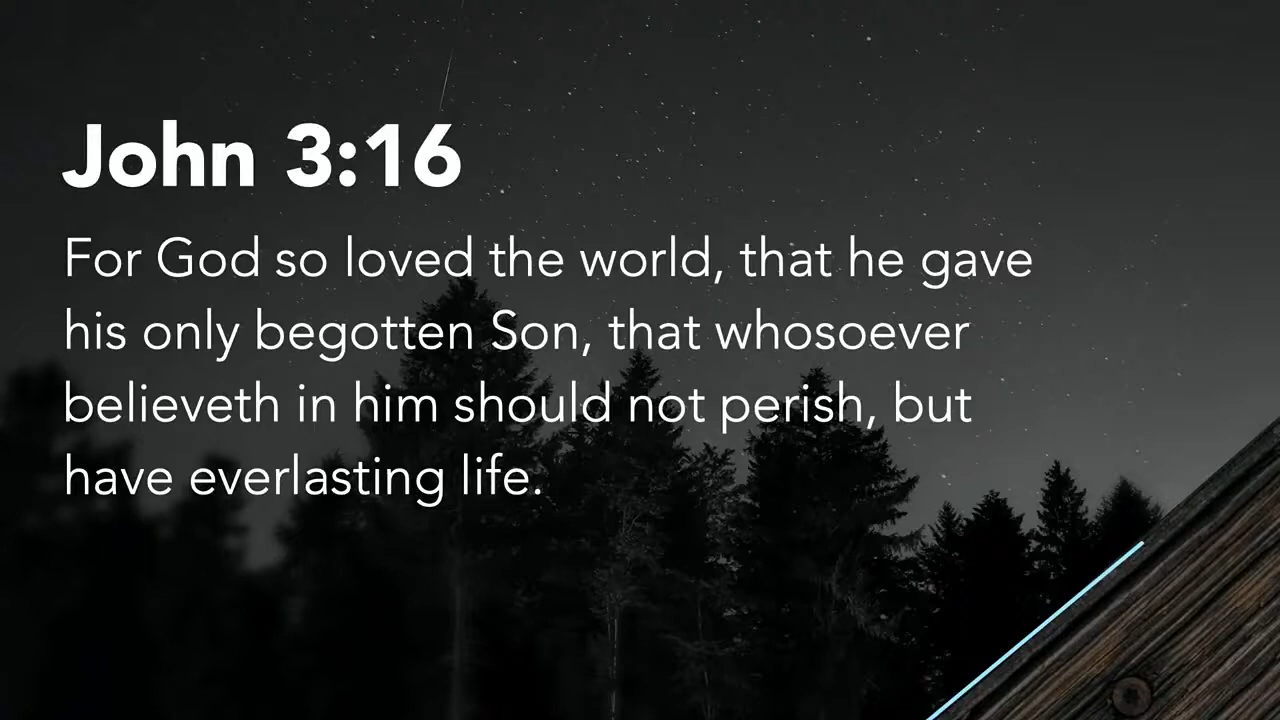 John 3:16
For God so loved the world, that he gave
his only begotten Son, that whosoever
believeth in him should not perish, but
have everlasting life.